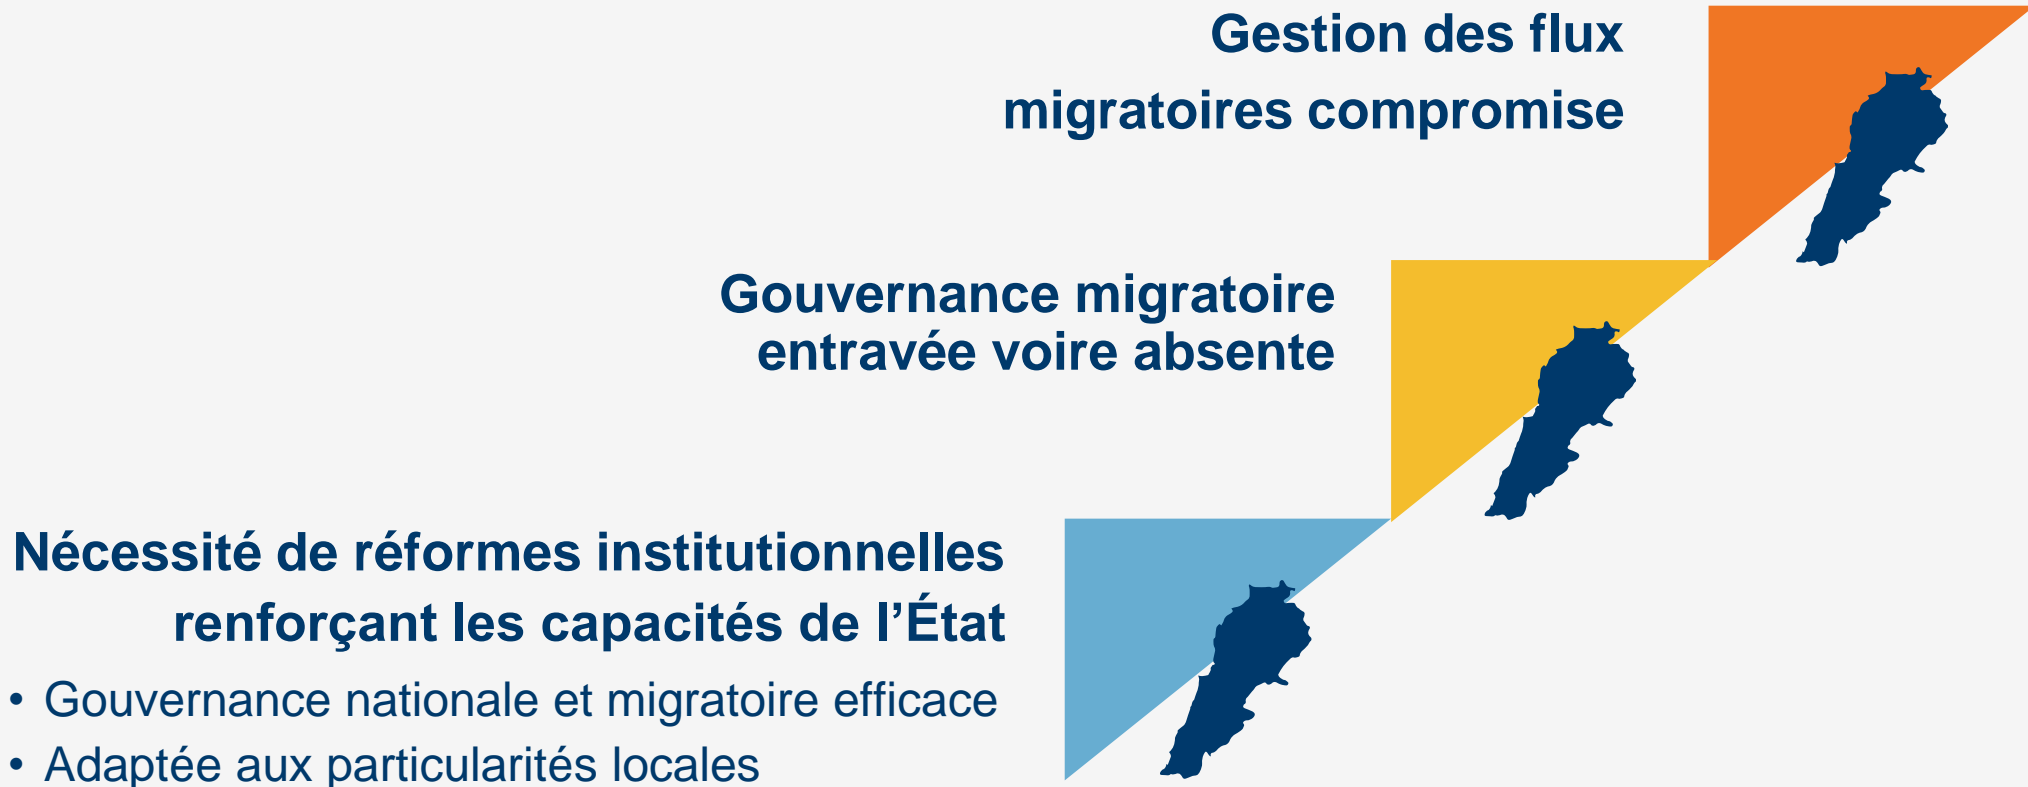 Gestion des flux
migratoires compromise
Gouvernance migratoire
entravée voire absente
Nécessité de réformes institutionnelles
renforçant les capacités de l’État
• Gouvernance nationale et migratoire efficace
• Adaptée aux particularités locales